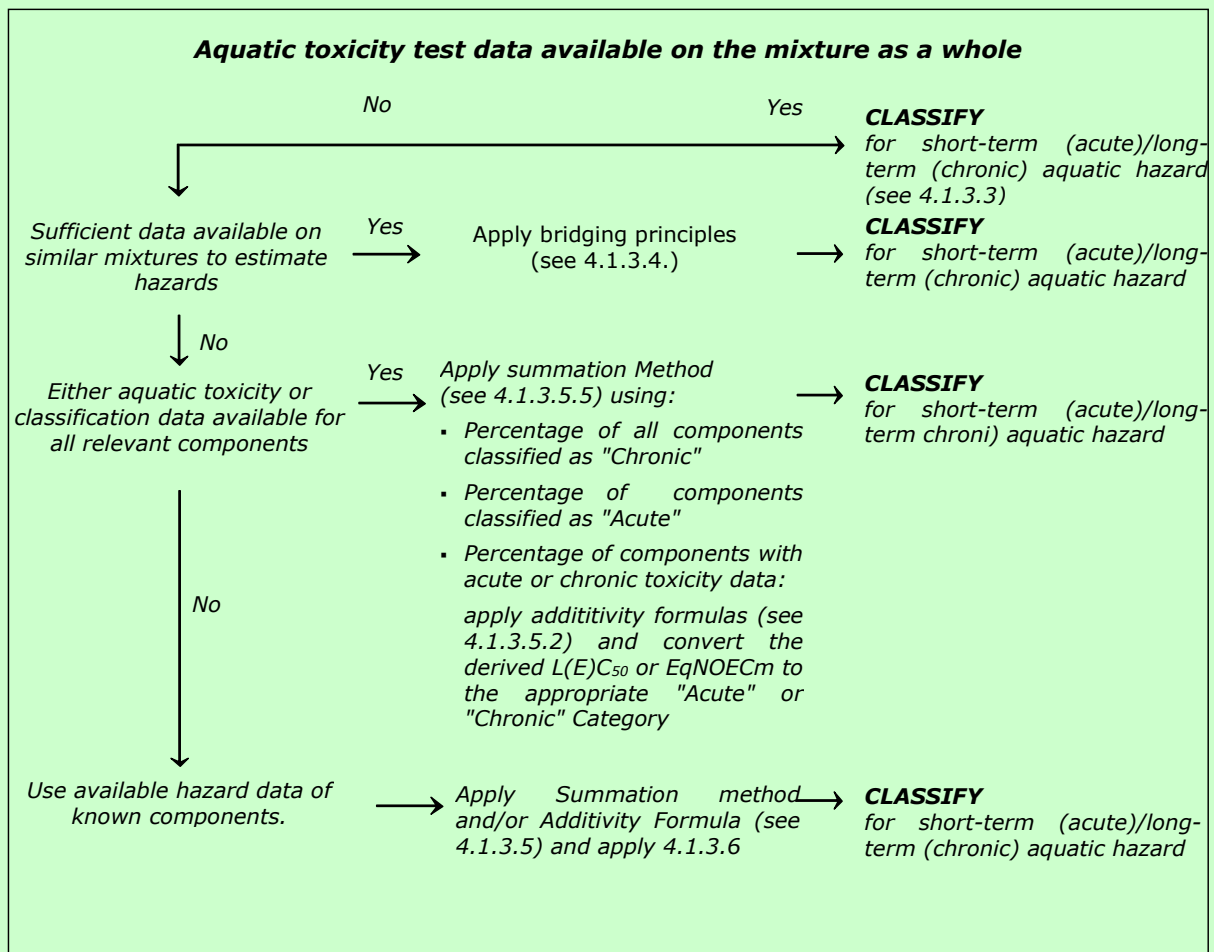 Aquatic toxicity test data available on the mixture as a whole
No
Yes
CLASSIFY
for short-term (acute)/long-
term (chronic) aquatic hazard
(see 4.1.3.3)
Sufficient data available on
similar mixtures to estimate
hazards
Yes
Apply bridging principles
(see 4.1.3.4.)
CLASSIFY
for short-term (acute)/long-
term (chronic) aquatic hazard
No
Either aquatic toxicity or
classification data available for
all relevant components
Yes
Apply summation Method
(see 4.1.3.5.5) using:
▪ Percentage of all components
classified as "Chronic"
▪ Percentage of components
classified as "Acute"
▪ Percentage of components with
acute or chronic toxicity data:
apply addititivity formulas (see
4.1.3.5.2) and convert the
derived L(E)C₅₀ or EqNOECm to
the appropriate "Acute" or
"Chronic" Category
CLASSIFY
for short-term (acute)/long-
term chroni) aquatic hazard
No
Use available hazard data of
known components.
Apply Summation method
and/or Additivity Formula (see
4.1.3.5) and apply 4.1.3.6
CLASSIFY
for short-term (acute)/long-
term (chronic) aquatic hazard